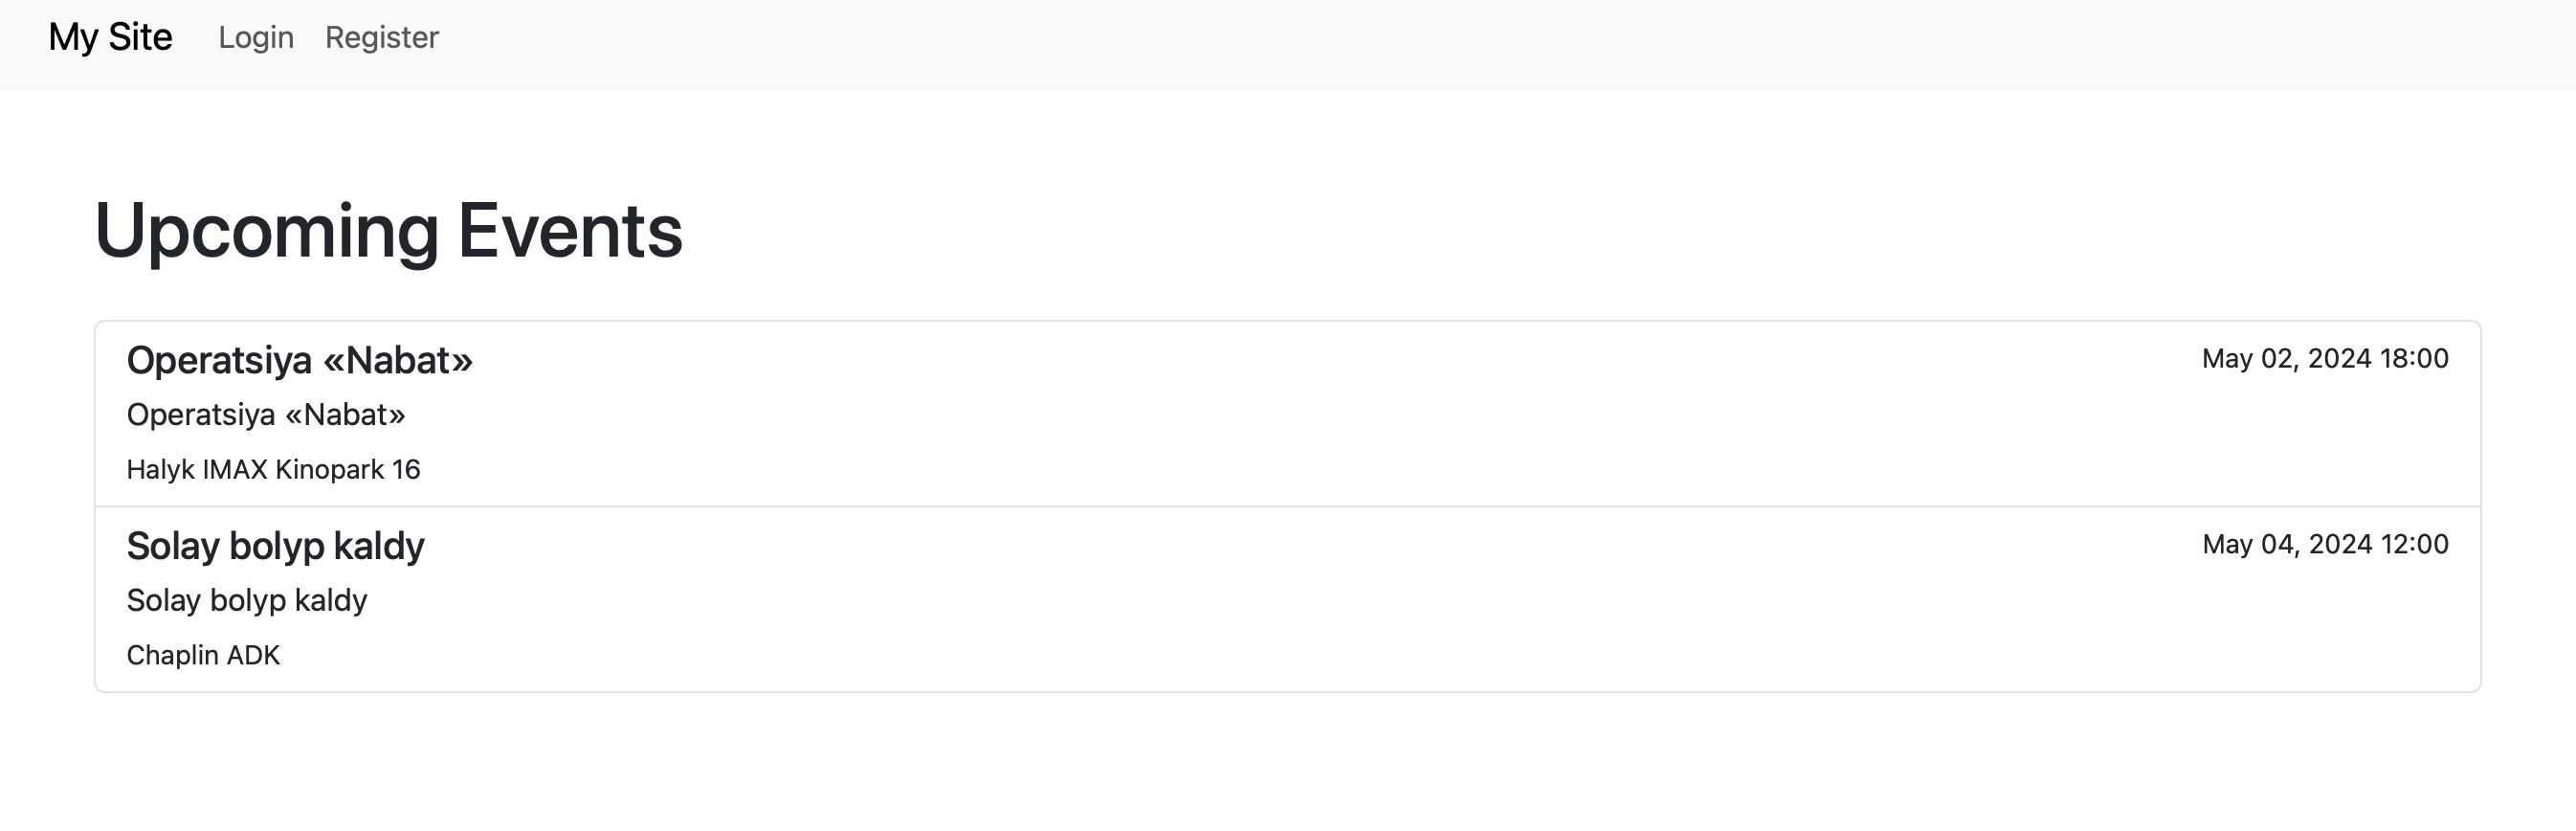 My Site Login Register
Upcoming Events
Operatsiya «Nabat» May 02, 2024 18:00
Operatsiya «Nabat»
Halyk IMAX Kinopark 16
Solay bolyp kaldy May 04, 2024 12:00
Solay bolyp kaldy
Chaplin ADK